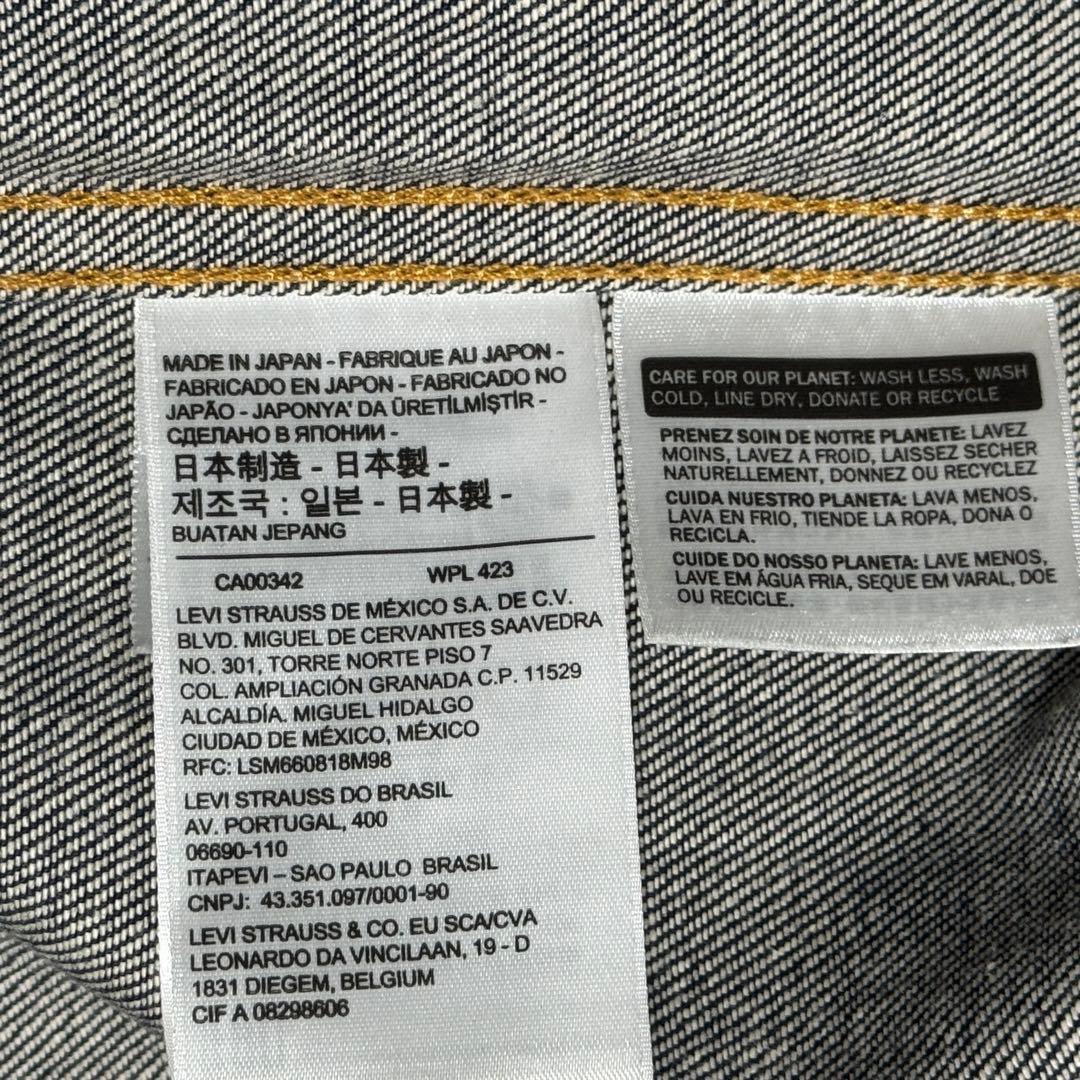 MADE IN JAPAN - FABRIQUE AU JAPON -
FABRICADO EN JAPON - FABRICADO NO
JAPÃO - JAPONYA' DA ÜRETİLMİŞTİR -
СДЕЛАНО В ЯПОНИИ -
日本制造 - 日本製 -
제조국 : 일본 - 日本製 -
BUATAN JEPANG
CA00342 WPL 423
LEVI STRAUSS DE MÉXICO S.A. DE C.V.
BLVD. MIGUEL DE CERVANTES SAAVEDRA
NO. 301, TORRE NORTE PISO 7
COL. AMPLIACIÓN GRANADA C.P. 11529
ALCALDÍA. MIGUEL HIDALGO
CIUDAD DE MÉXICO, MÉXICO
RFC: LSM660818M98
LEVI STRAUSS DO BRASIL
AV. PORTUGAL, 400
06690-110
ITAPEVI – SAO PAULO BRASIL
CNPJ: 43.351.097/0001-90
LEVI STRAUSS & CO. EU SCA/CVA
LEONARDO DA VINCILAAN, 19 - D
1831 DIEGEM, BELGIUM
CIF A 08298606
CARE FOR OUR PLANET: WASH LESS, WASH
COLD, LINE DRY, DONATE OR RECYCLE
PRENEZ SOIN DE NOTRE PLANETE: LAVEZ
MOINS, LAVEZ A FROID, LAISSEZ SECHER
NATURELLEMENT, DONNEZ OU RECYCLEZ
CUIDA NUESTRO PLANETA: LAVA MENOS,
LAVA EN FRIO, TIENDE LA ROPA, DONA O
RECICLA.
CUIDE DO NOSSO PLANETA: LAVE MENOS,
LAVE EM ÁGUA FRIA, SEQUE EM VARAL, DOE
OU RECICLE.